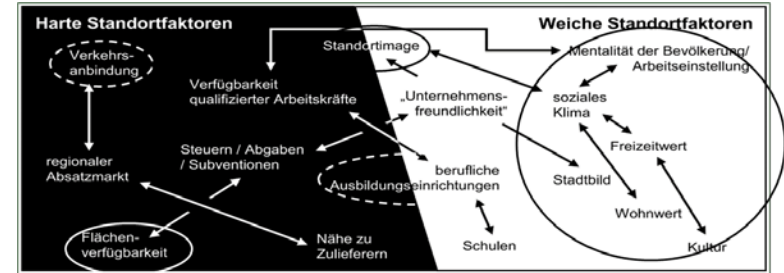 Harte Standortfaktoren
Weiche Standortfaktoren
Verkehrs-
anbindung
Standortimage
Mentalität der Bevölkerung/
Arbeitseinstellung
Verfügbarkeit
qualifizierter Arbeitskräfte
„Unternehmens-
freundlichkeit"
soziales
Klima
Steuern / Abgaben
/ Subventionen
Freizeitwert
regionaler
Absatzmarkt
berufliche
Ausbildungseinrichtungen
Stadtbild
Wohnwert
Flächen-
verfügbarkeit
Nähe zu
Zulieferern
Schulen
Kultur